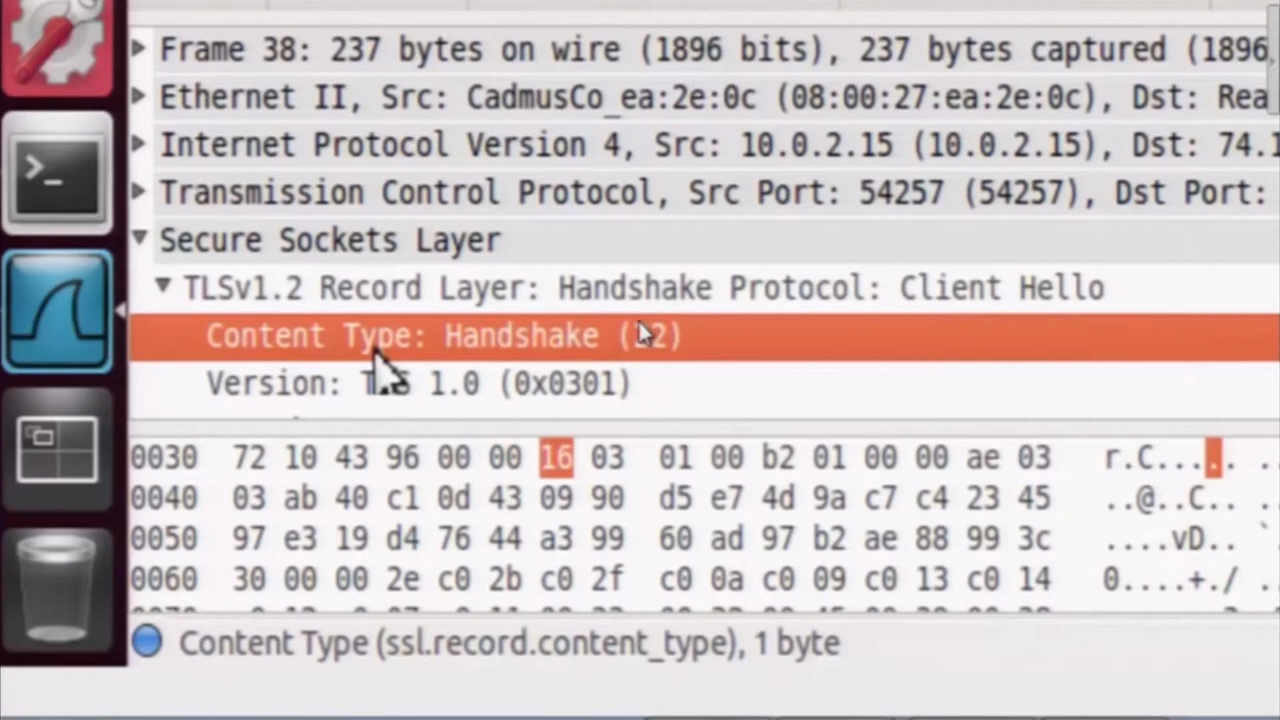 Frame 38: 237 bytes on wire (1896 bits), 237 bytes captured (1896
Ethernet II, Src: CadmusCo_ea:2e:0c (08:00:27:ea:2e:0c), Dst: Rea
Internet Protocol Version 4, Src: 10.0.2.15 (10.0.2.15), Dst: 74.1
Transmission Control Protocol, Src Port: 54257 (54257), Dst Port:
Secure Sockets Layer
TLSv1.2 Record Layer: Handshake Protocol: Client Hello
Content Type: Handshake (22)
Version: TLS 1.0 (0x0301)
0030 72 10 43 96 00 00 16 03 01 00 b2 01 00 00 ae 03 r.C..... .
0040 03 ab 40 c1 0d 43 09 90 d5 e7 4d 9a c7 c4 23 45 ..@..C.. .
0050 97 e3 19 d4 76 44 a3 99 60 ad 97 b2 ae 88 99 3c ....vD.. `
0060 30 00 00 2e c0 2b c0 2f c0 0a c0 09 c0 13 c0 14 0....+./ .
Content Type (ssl.record.content_type), 1 byte